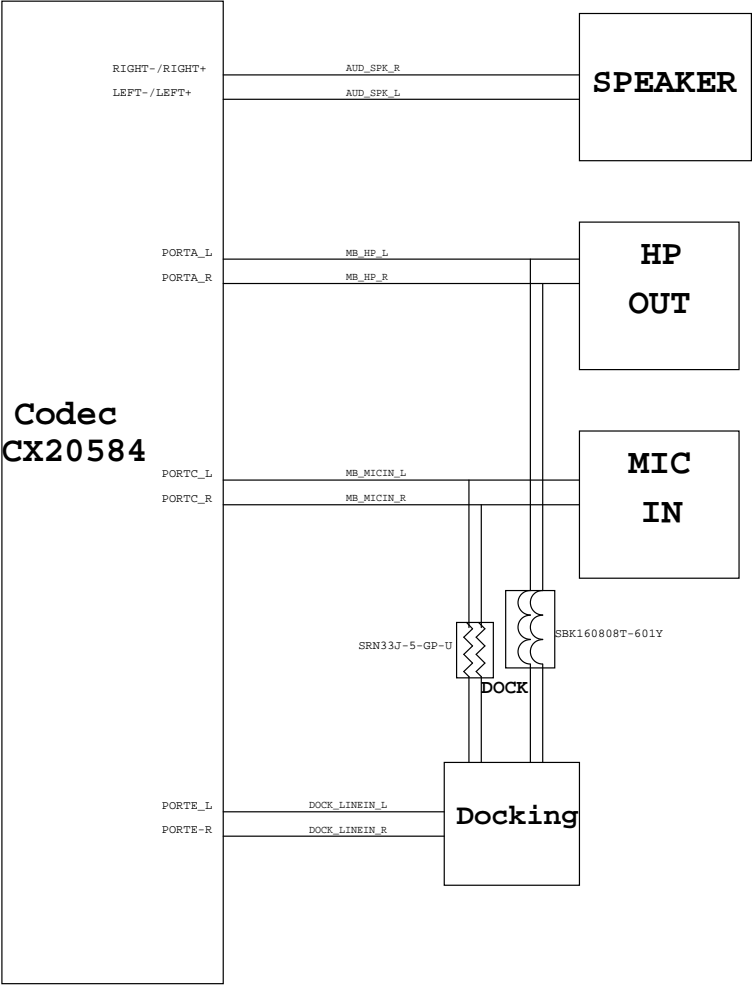 RIGHT-/RIGHT+
AUD_SPK_R
LEFT-/LEFT+
AUD_SPK_L
SPEAKER
PORTA_L
MB_HP_L
PORTA_R
MB_HP_R
HP
OUT
Codec
CX20584
PORTC_L
MB_MICIN_L
PORTC_R
MB_MICIN_R
MIC
IN
SRN33J-5-GP-U
SBK160808T-601Y
DOCK
PORTE_L
DOCK_LINEIN_L
PORTE-R
DOCK_LINEIN_R
Docking